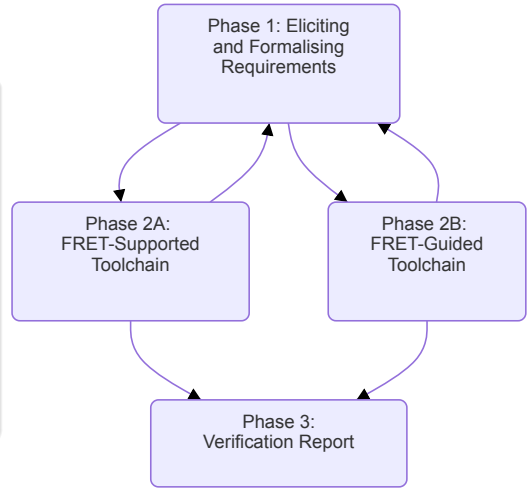 Phase 1: Eliciting
and Formalising
Requirements
Phase 2A:
FRET-Supported
Toolchain
Phase 2B:
FRET-Guided
Toolchain
Phase 3:
Verification Report